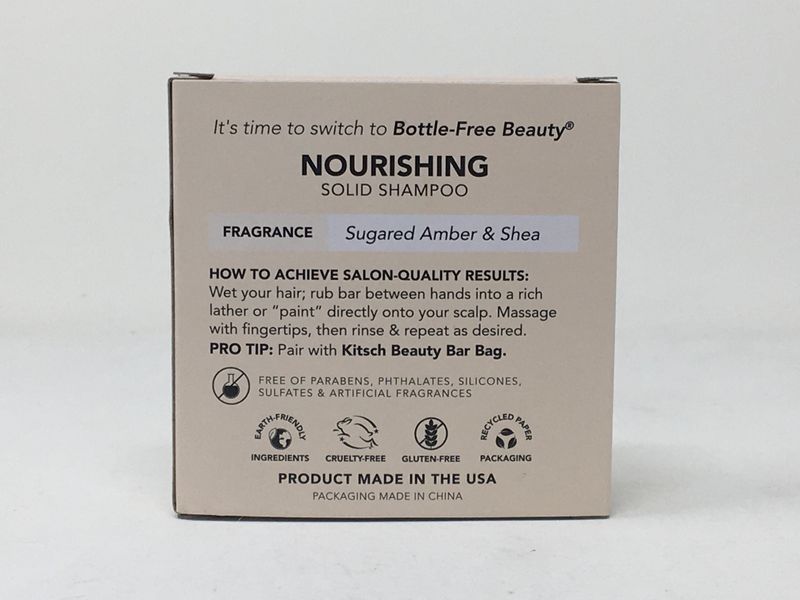 It's time to switch to Bottle-Free Beauty®
NOURISHING
SOLID SHAMPOO
FRAGRANCE Sugared Amber & Shea
HOW TO ACHIEVE SALON-QUALITY RESULTS:
Wet your hair; rub bar between hands into a rich
lather or “paint” directly onto your scalp. Massage
with fingertips, then rinse & repeat as desired.
PRO TIP: Pair with Kitsch Beauty Bar Bag.
FREE OF PARABENS, PHTHALATES, SILICONES,
SULFATES & ARTIFICIAL FRAGRANCES
EARTH-FRIENDLY
INGREDIENTS
CRUELTY-FREE
GLUTEN-FREE
RECYCLED PAPER
PACKAGING
PRODUCT MADE IN THE USA
PACKAGING MADE IN CHINA